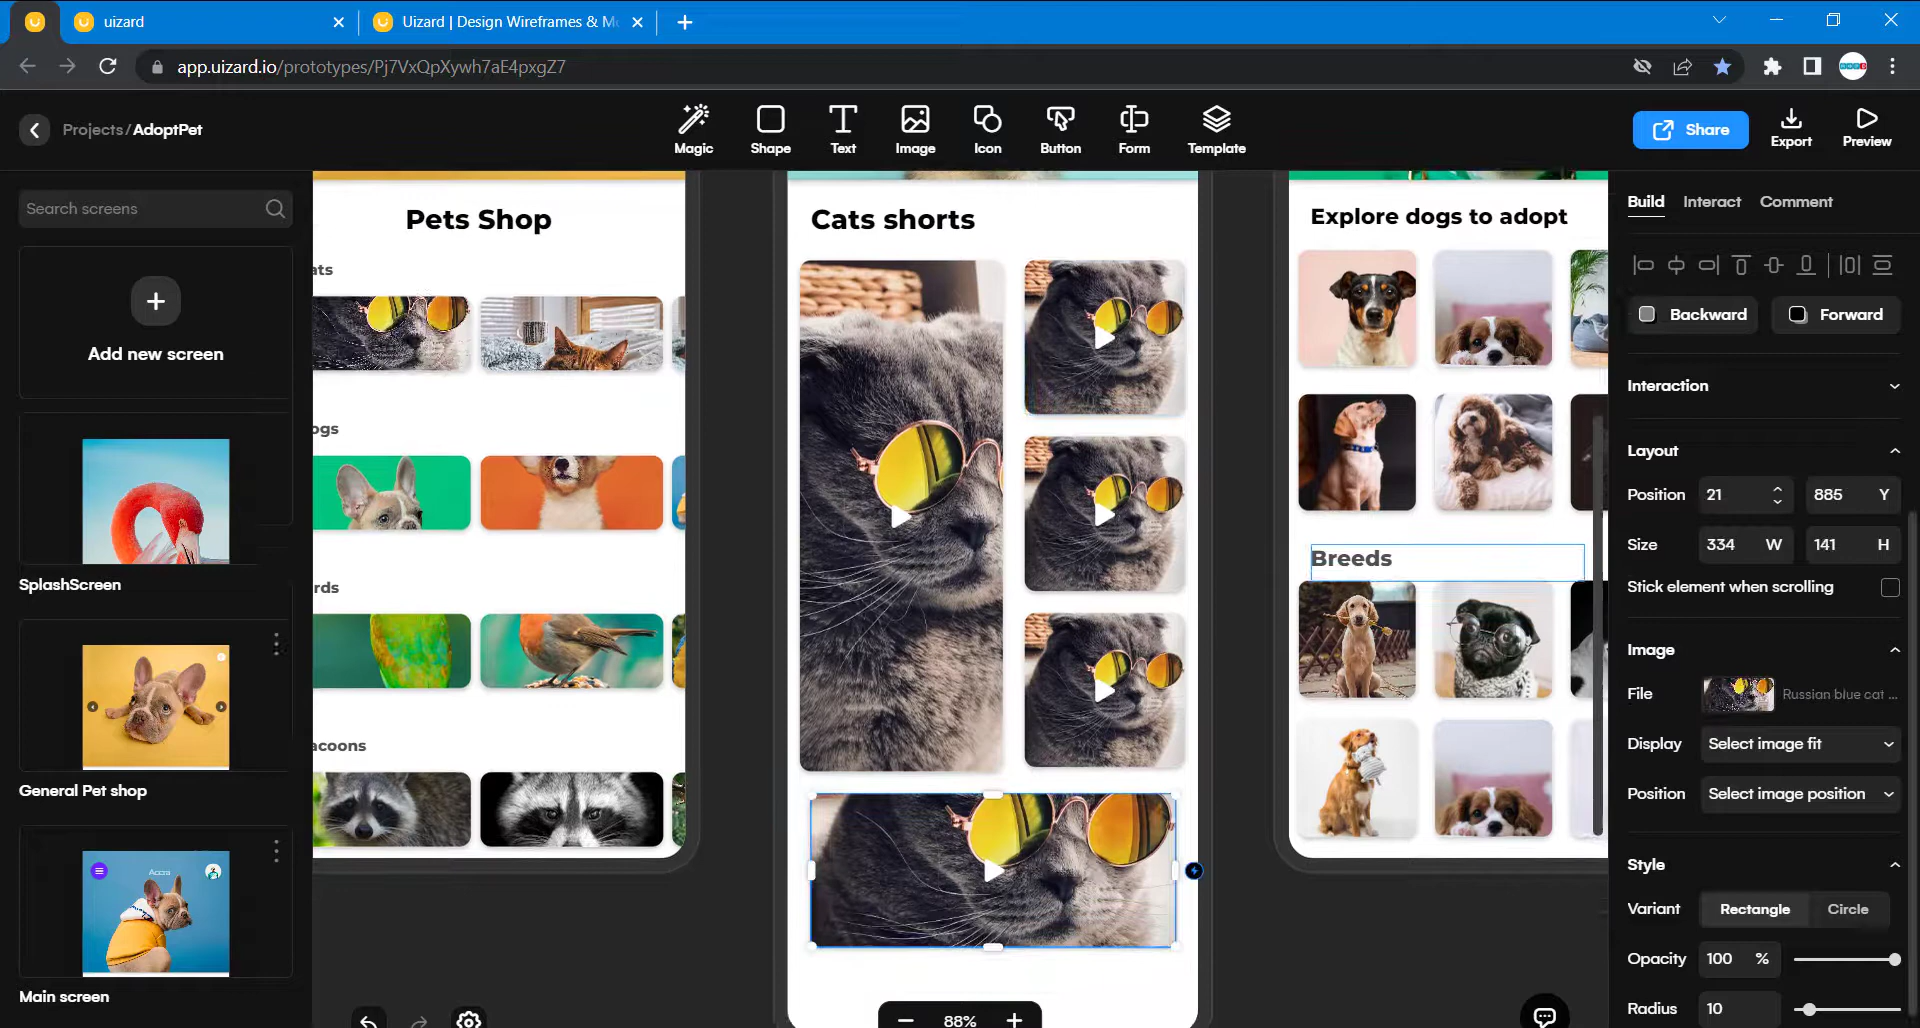 uizard
Uizard | Design Wireframes & M
app.uizard.io/prototypes/Pj7VxQpXywh7aE4pxgZ7
Projects/AdoptPet
Magic
Shape
Text
Image
Icon
Button
Form
Template
Share
Export
Preview
Search screens
Add new screen
SplashScreen
General Pet shop
Accra
Main screen
Pets Shop
ats
ogs
rds
acoons
Cats shorts
Explore dogs to adopt
Breeds
88%
Build
Interact
Comment
Backward
Forward
Interaction
Layout
Position
21
885 Y
Size
334 W
141 H
Stick element when scrolling
Image
File
Russian blue cat ...
Display
Select image fit
Position
Select image position
Style
Variant
Rectangle
Circle
Opacity
100 %
Radius
10